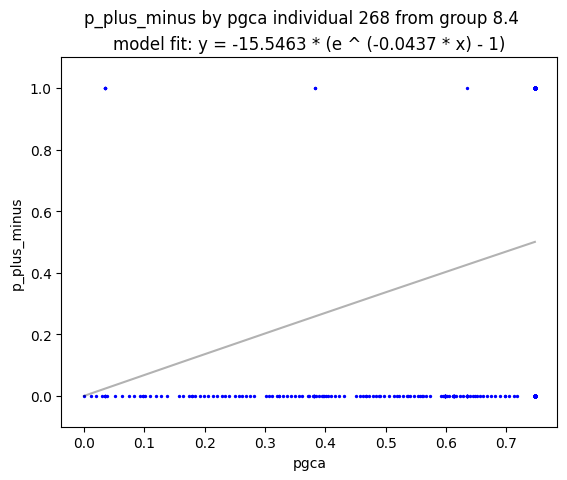 p_plus_minus by pgca individual 268 from group 8.4
model fit: y = -15.5463 * (e ^ (-0.0437 * x) - 1)
1.0
0.8
0.6
0.4
0.2
0.0
p_plus_minus
0.0 0.1 0.2 0.3 0.4 0.5 0.6 0.7
pgca